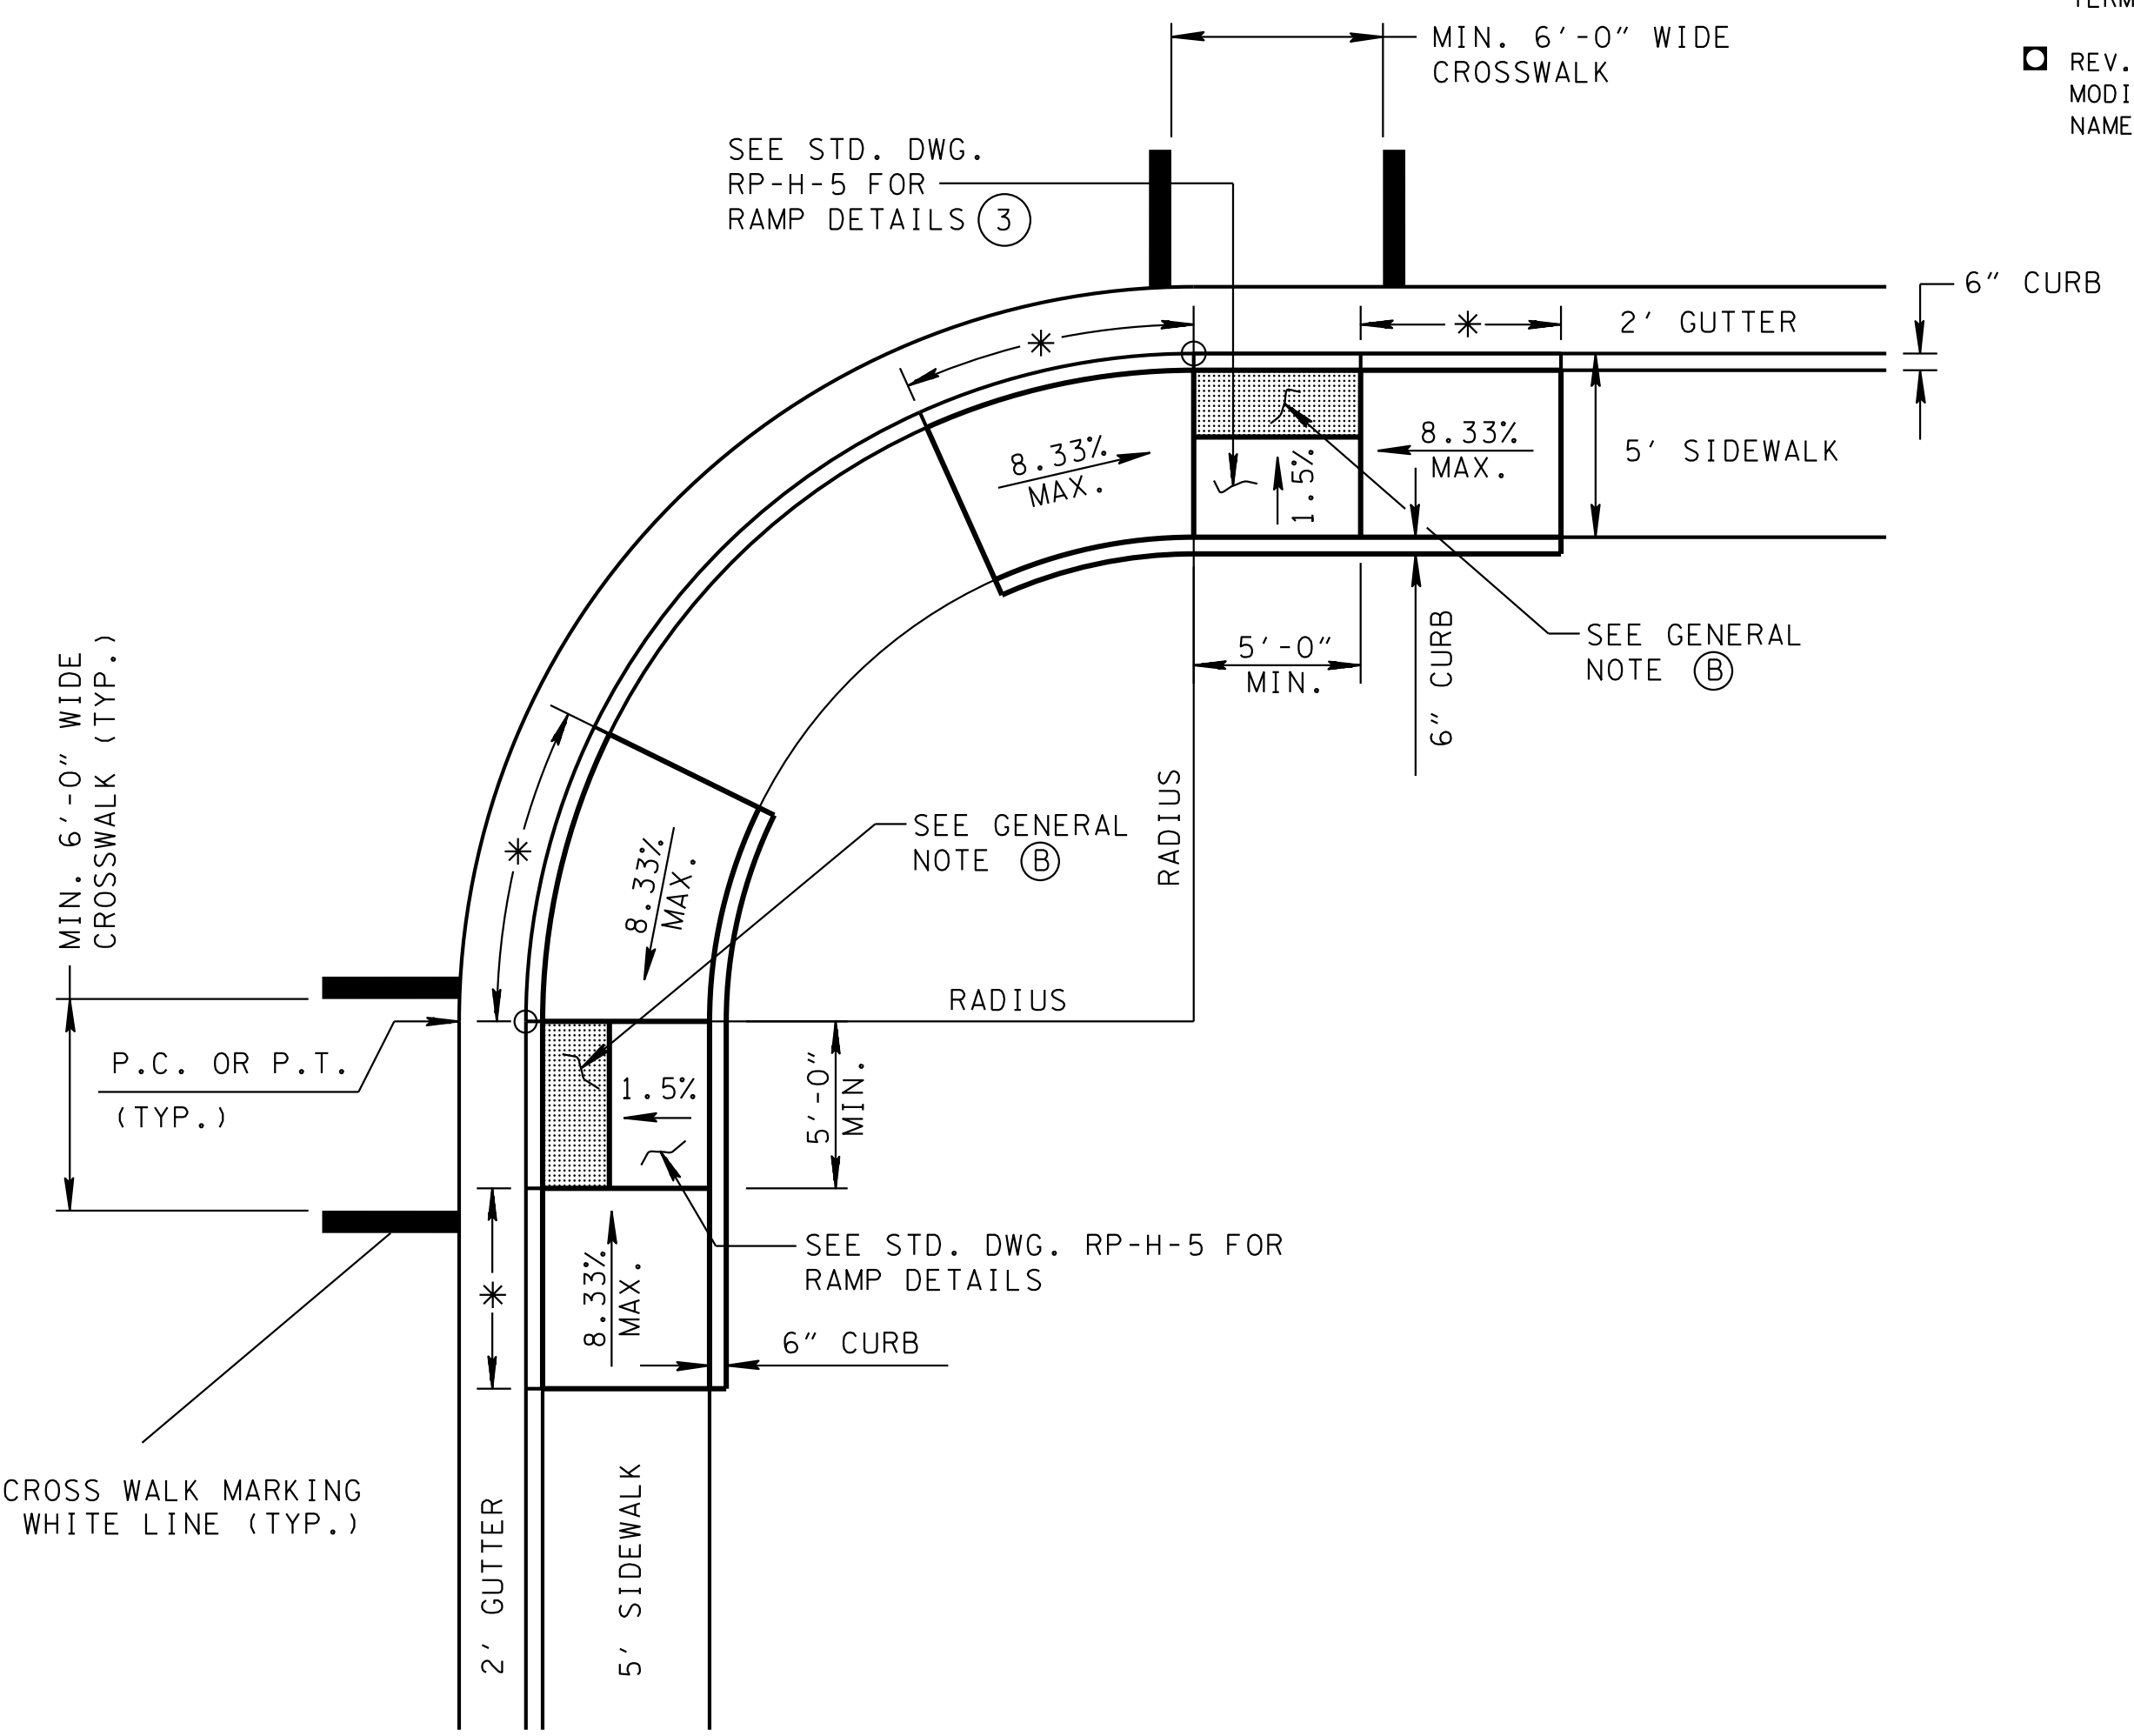 TERM
REV.
MODI
NAME
MIN. 6'-0" WIDE
CROSSWALK
SEE STD. DWG.
RP-H-5 FOR
RAMP DETAILS 3
6" CURB
*
*
2' GUTTER
8.33%
MAX.
8.33%
MAX.
1.5%
5' SIDEWALK
5'-0"
MIN.
6" CURB
SEE GENERAL
NOTE B
MIN. 6'-0" WIDE
CROSSWALK (TYP.)
*
8.33%
MAX.
SEE GENERAL
NOTE B
RADIUS
RADIUS
P.C. OR P.T.
(TYP.)
1.5%
5'-0"
MIN.
SEE STD. DWG. RP-H-5 FOR
RAMP DETAILS
*
8.33%
MAX.
6" CURB
CROSS WALK MARKING
WHITE LINE (TYP.)
2' GUTTER
5' SIDEWALK